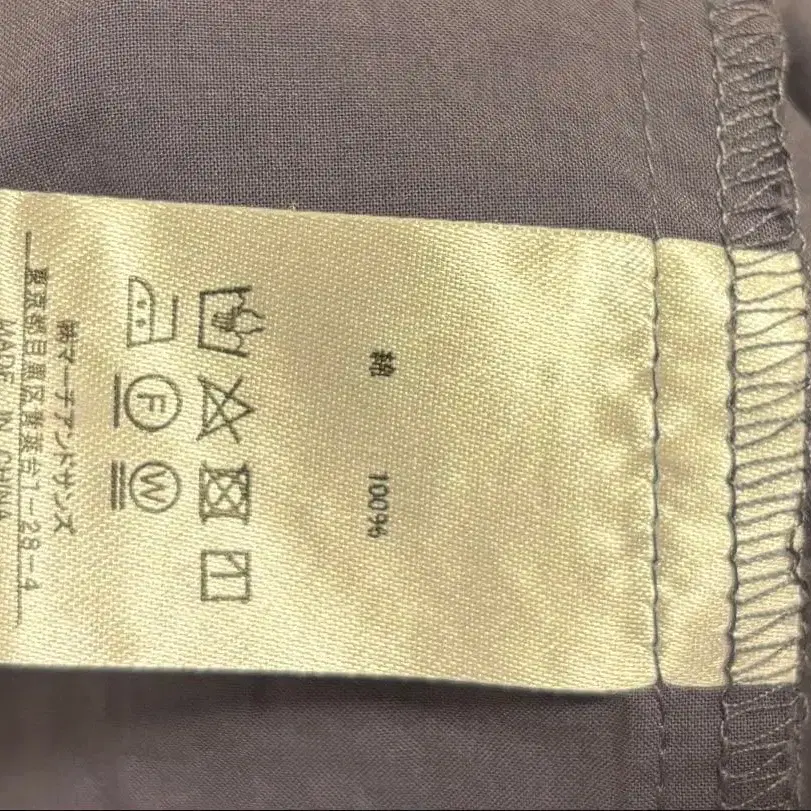 綿 100%
F W
㈱マーチアンドサンズ
東京都目黒区青葉台1-28-4
MADE IN CHINA